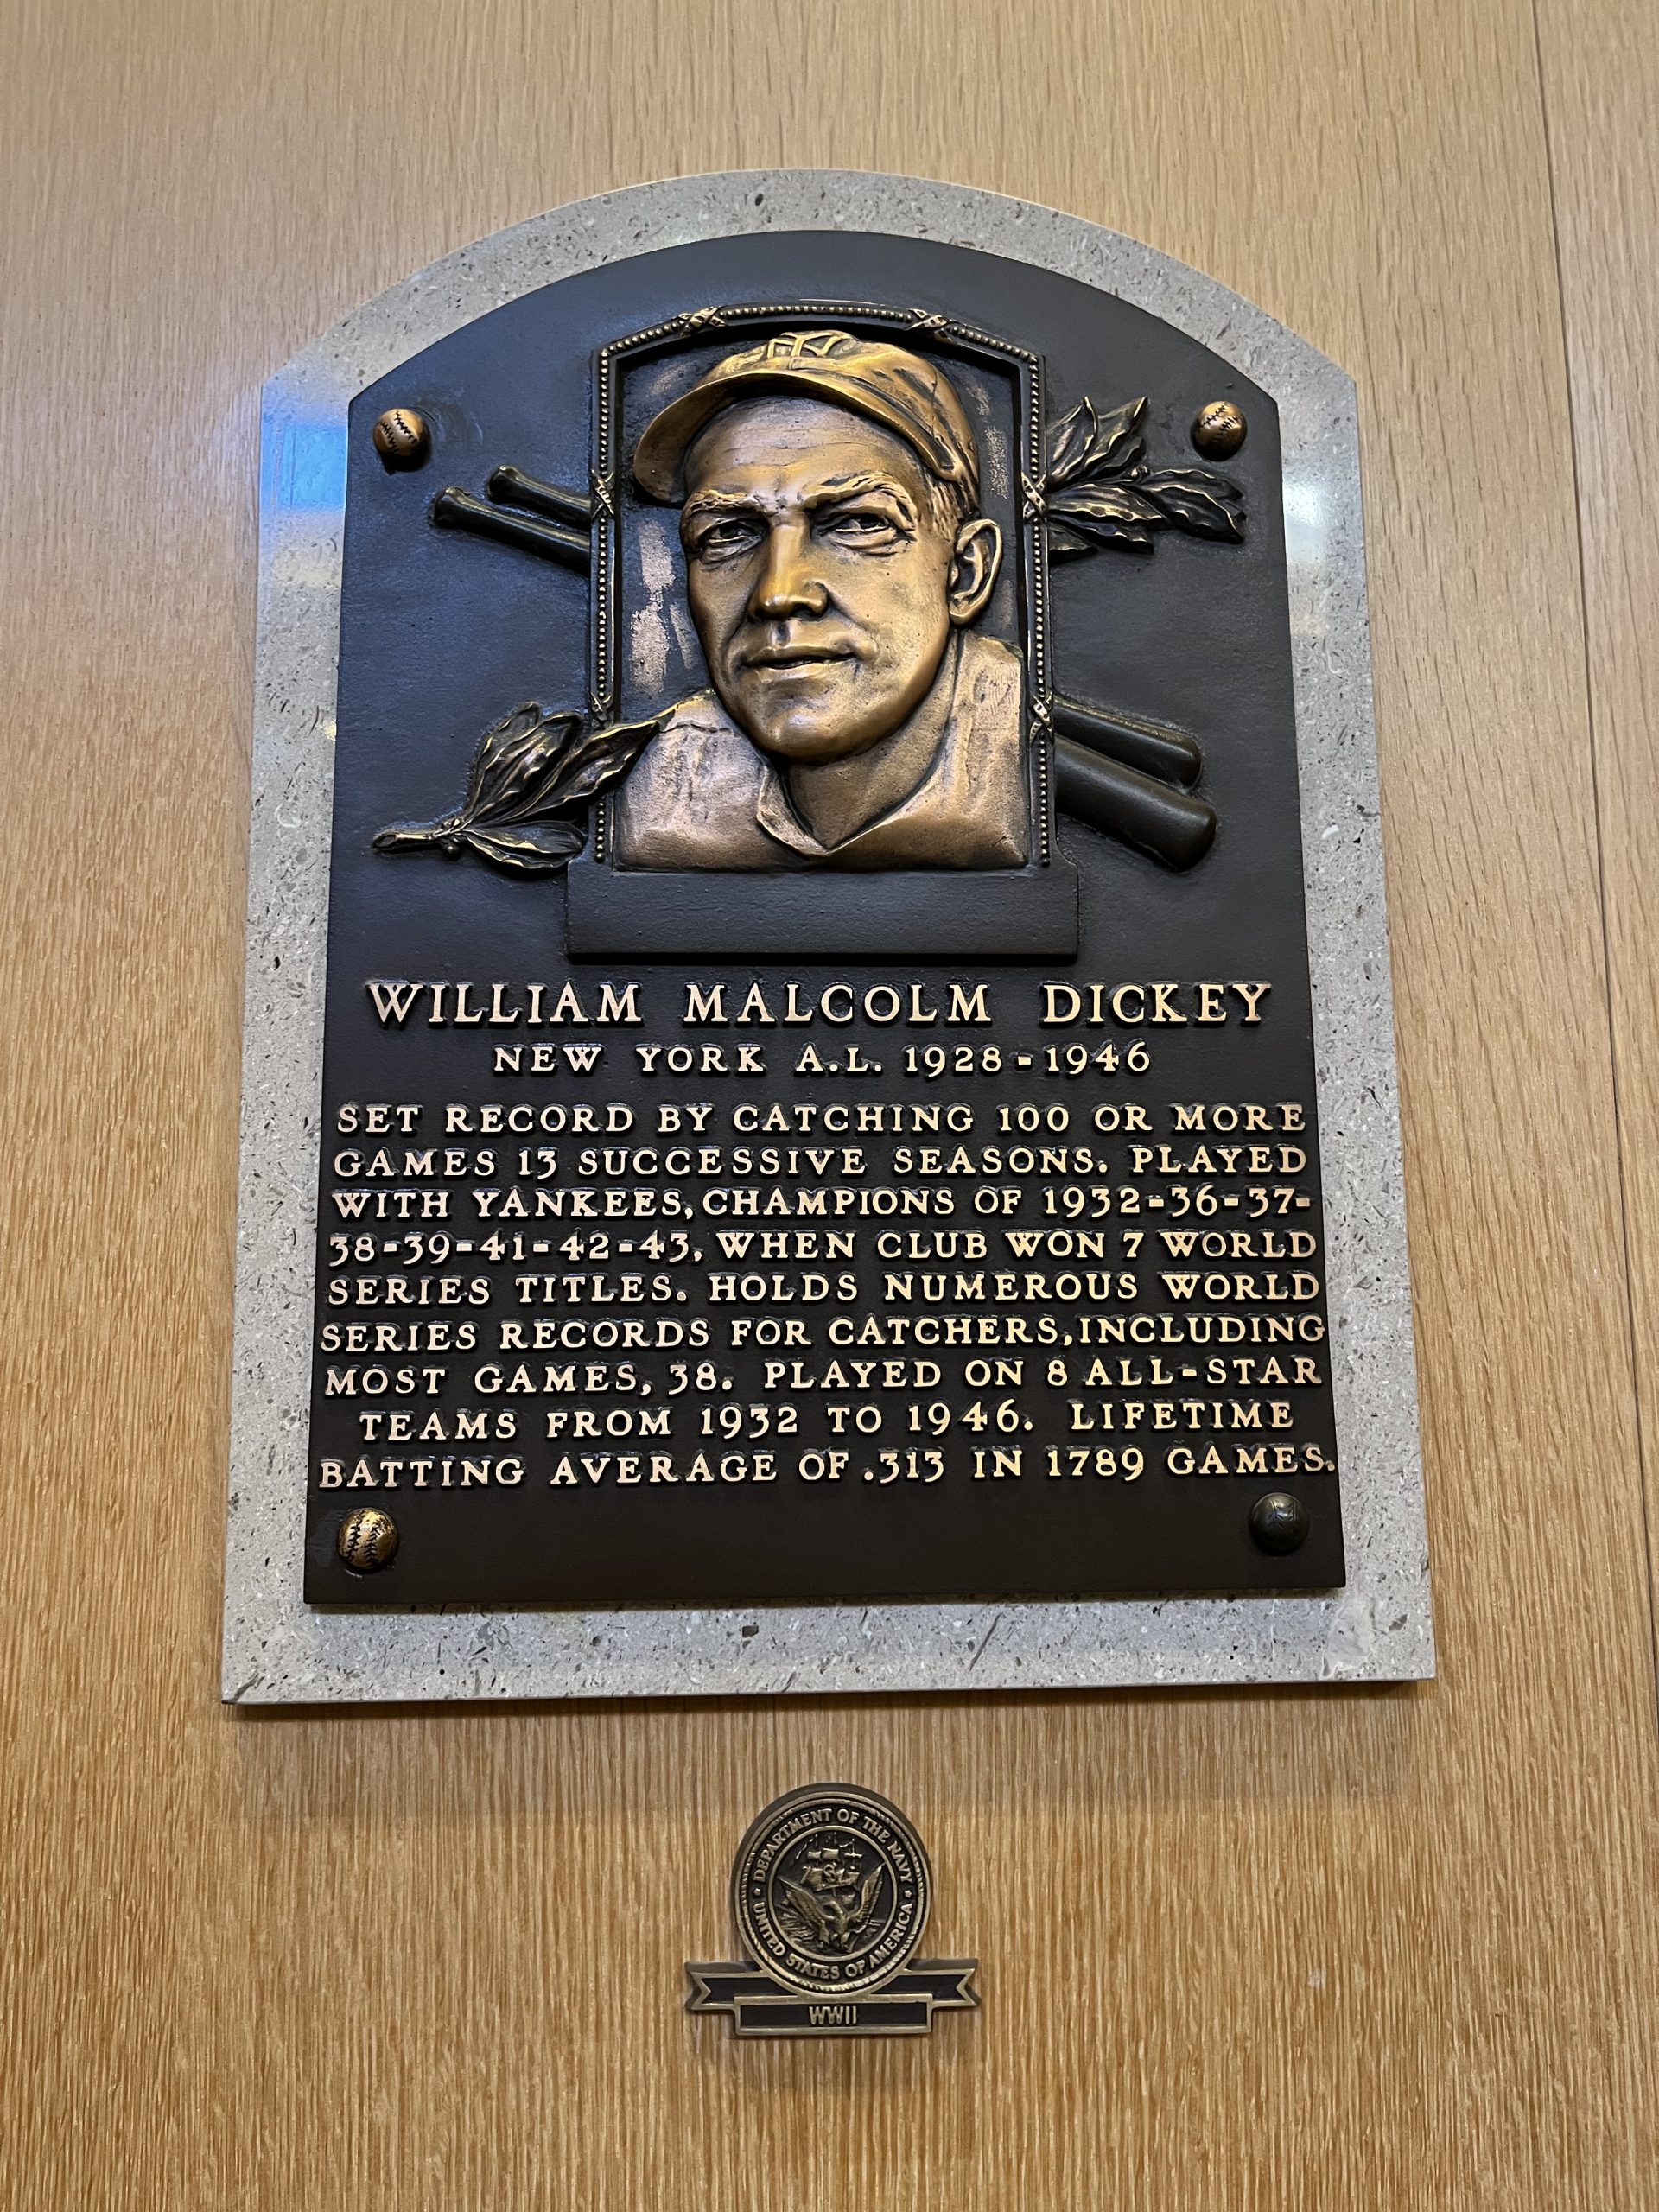 NY
WILLIAM MALCOLM DICKEY
NEW YORK A.L. 1928-1946
SET RECORD BY CATCHING 100 OR MORE
GAMES 13 SUCCESSIVE SEASONS. PLAYED
WITH YANKEES, CHAMPIONS OF 1932-36-37-
38-39-41-42-43, WHEN CLUB WON 7 WORLD
SERIES TITLES. HOLDS NUMEROUS WORLD
SERIES RECORDS FOR CATCHERS, INCLUDING
MOST GAMES, 38. PLAYED ON 8 ALL-STAR
TEAMS FROM 1932 TO 1946. LIFETIME
BATTING AVERAGE OF .313 IN 1789 GAMES.
DEPARTMENT OF THE NAVY
UNITED STATES OF AMERICA
WWII